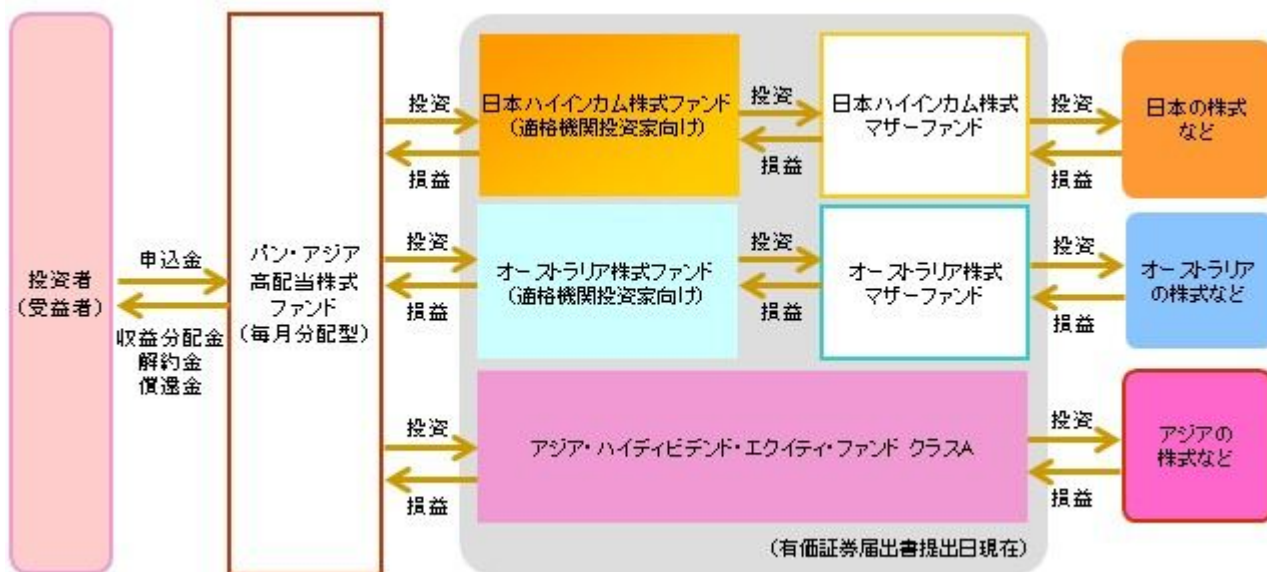 投資者
(受益者)
申込金
収益分配金
解約金
償還金
パン・アジア
高配当株式
ファンド
(毎月分配型)
投資
損益
日本ハイインカム株式ファンド
(適格機関投資家向け)
投資
損益
日本ハイインカム株式
マザーファンド
投資
損益
日本の株式
など
投資
損益
オーストラリア株式ファンド
(適格機関投資家向け)
投資
損益
オーストラリア株式
マザーファンド
投資
損益
オーストラリア
の株式など
投資
損益
アジア・ハイディビデンド・エクイティ・ファンド クラスA
投資
損益
アジアの
株式など
(有価証券届出書提出日現在)